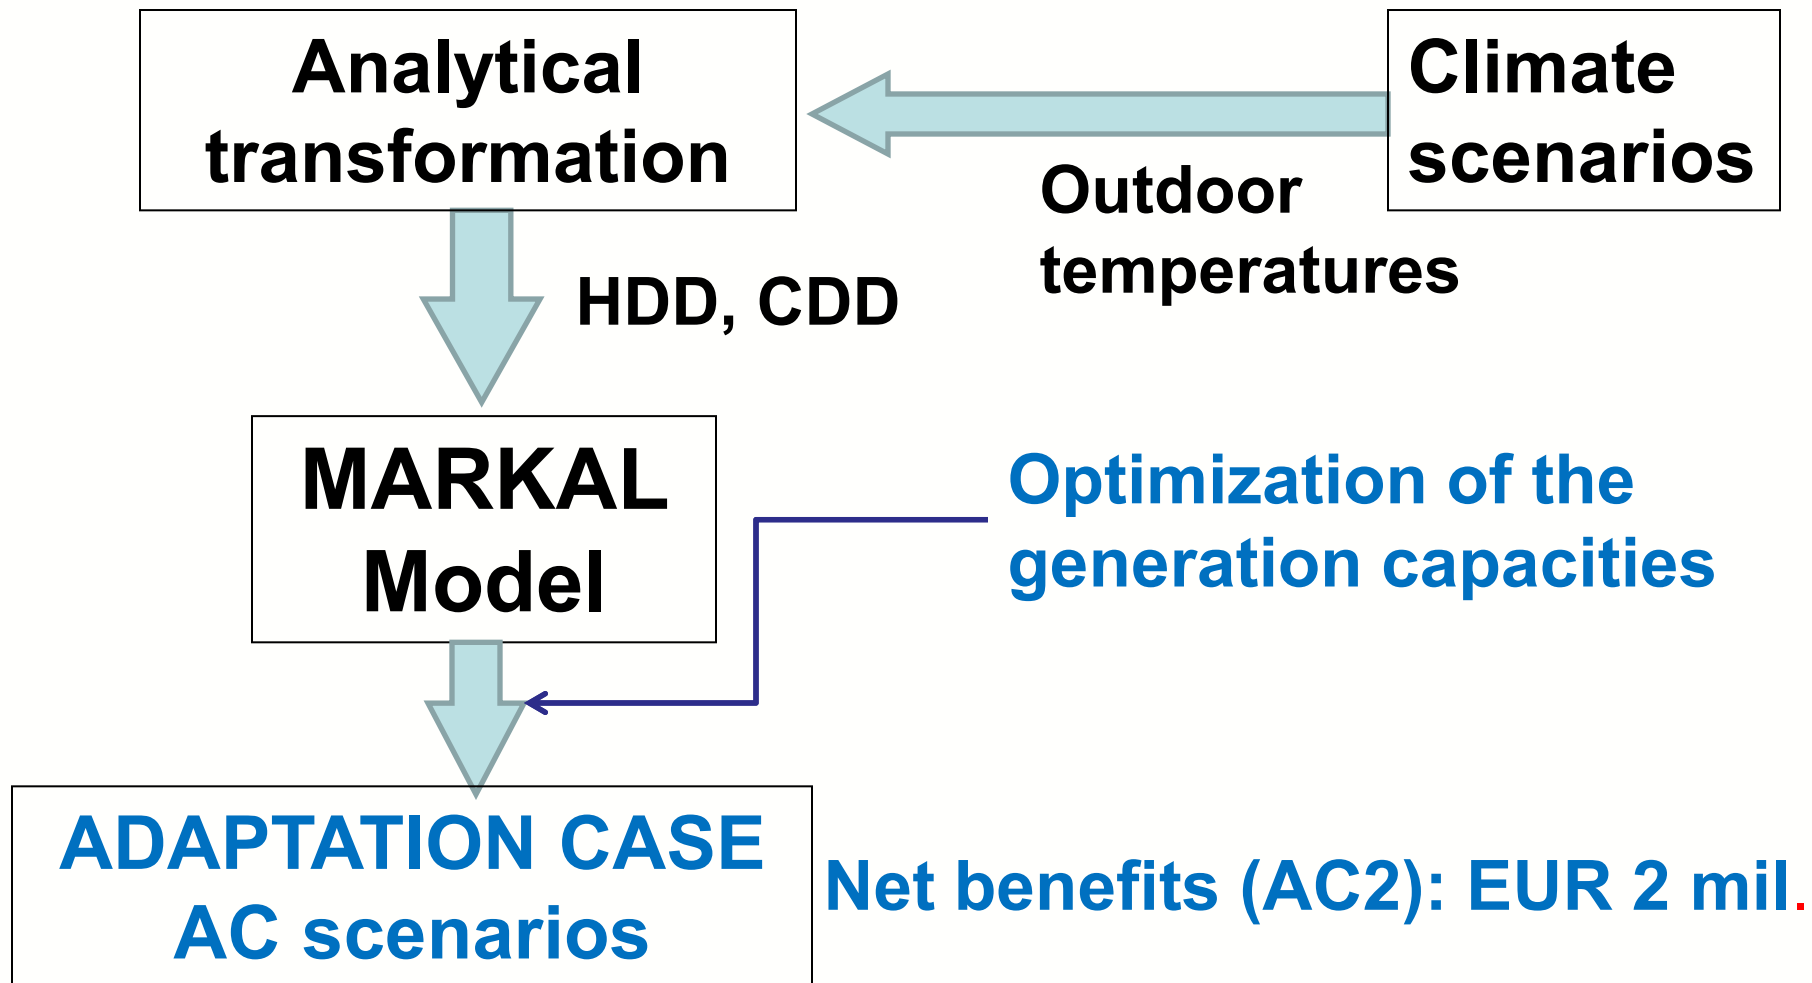 Analytical
transformation
Climate
scenarios
Outdoor
temperatures
HDD, CDD
MARKAL
Model
Optimization of the
generation capacities
ADAPTATION CASE
AC scenarios
Net benefits (AC2): EUR 2 mil.